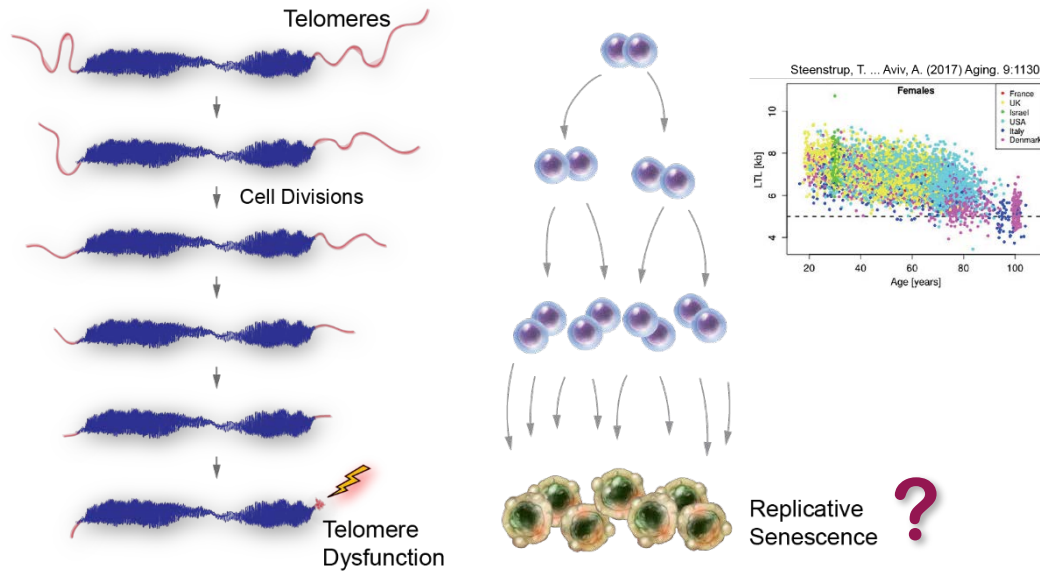 Telomeres
Cell Divisions
Telomere
Dysfunction
Replicative
Senescence ?
Steenstrup, T. ... Aviv, A. (2017) Aging. 9:1130
Females
France
UK
Israel
USA
Italy
Denmark
LTL [kb]
10
8
6
4
20
40
60
80
100
Age [years]